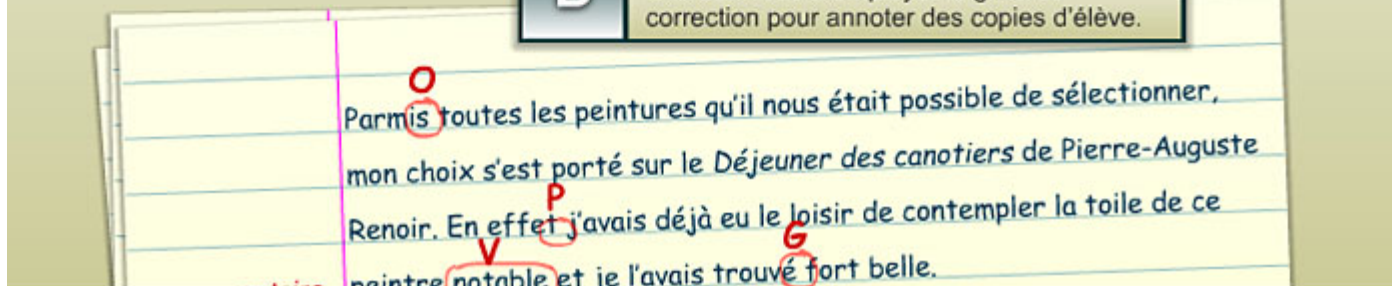 correction pour annoter des copies d'élève.
O
Parmis toutes les peintures qu'il nous était possible de sélectionner,
mon choix s'est porté sur le Déjeuner des canotiers de Pierre-Auguste
P
Renoir. En effet j'avais déjà eu le loisir de contempler la toile de ce
V G
peintre notable et je l'avais trouvé fort belle.